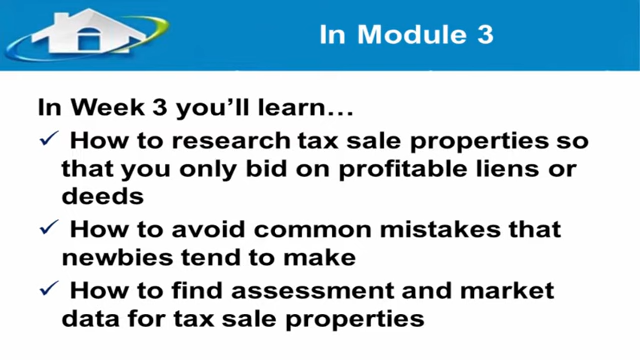 In Module 3
In Week 3 you'll learn…
✓ How to research tax sale properties so
that you only bid on profitable liens or
deeds
✓ How to avoid common mistakes that
newbies tend to make
✓ How to find assessment and market
data for tax sale properties